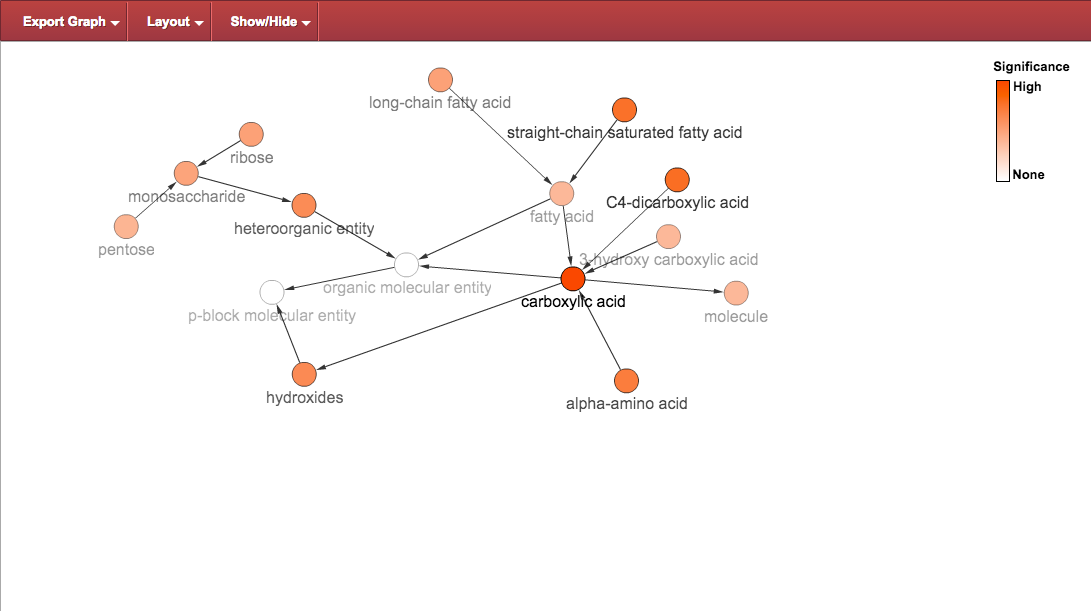 Export Graph
Layout
Show/Hide
Significance
High
None
long-chain fatty acid
straight-chain saturated fatty acid
ribose
monosaccharide
C4-dicarboxylic acid
fatty acid
heteroorganic entity
pentose
3-hydroxy carboxylic acid
organic molecular entity
carboxylic acid
p-block molecular entity
molecule
hydroxides
alpha-amino acid